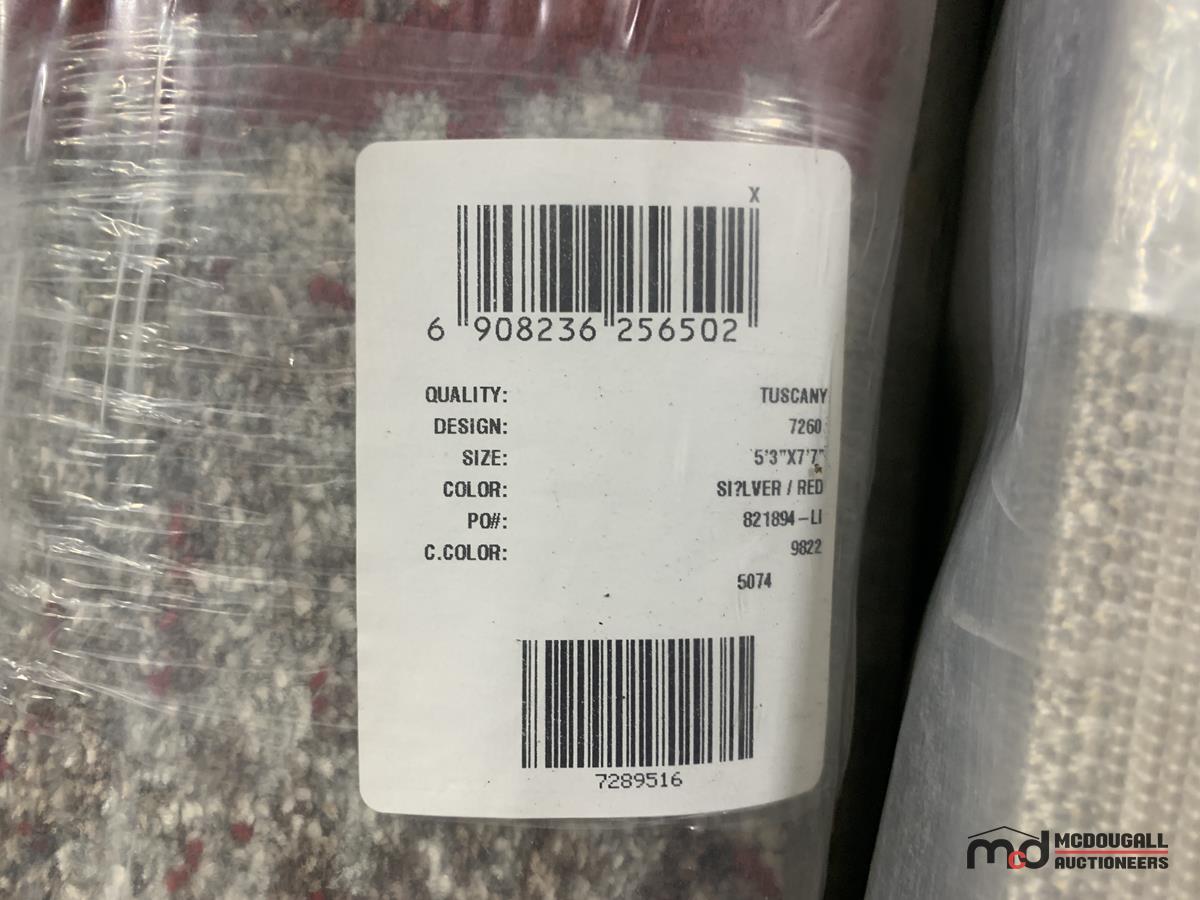 X
6 908236 256502
QUALITY: TUSCANY
DESIGN: 7260
SIZE: 5'3"X7'7"
COLOR: SI?LVER / RED
PO#: 821894-LI
C.COLOR: 9822
5074
7289516
mcd MCDOUGALL
AUCTIONEERS